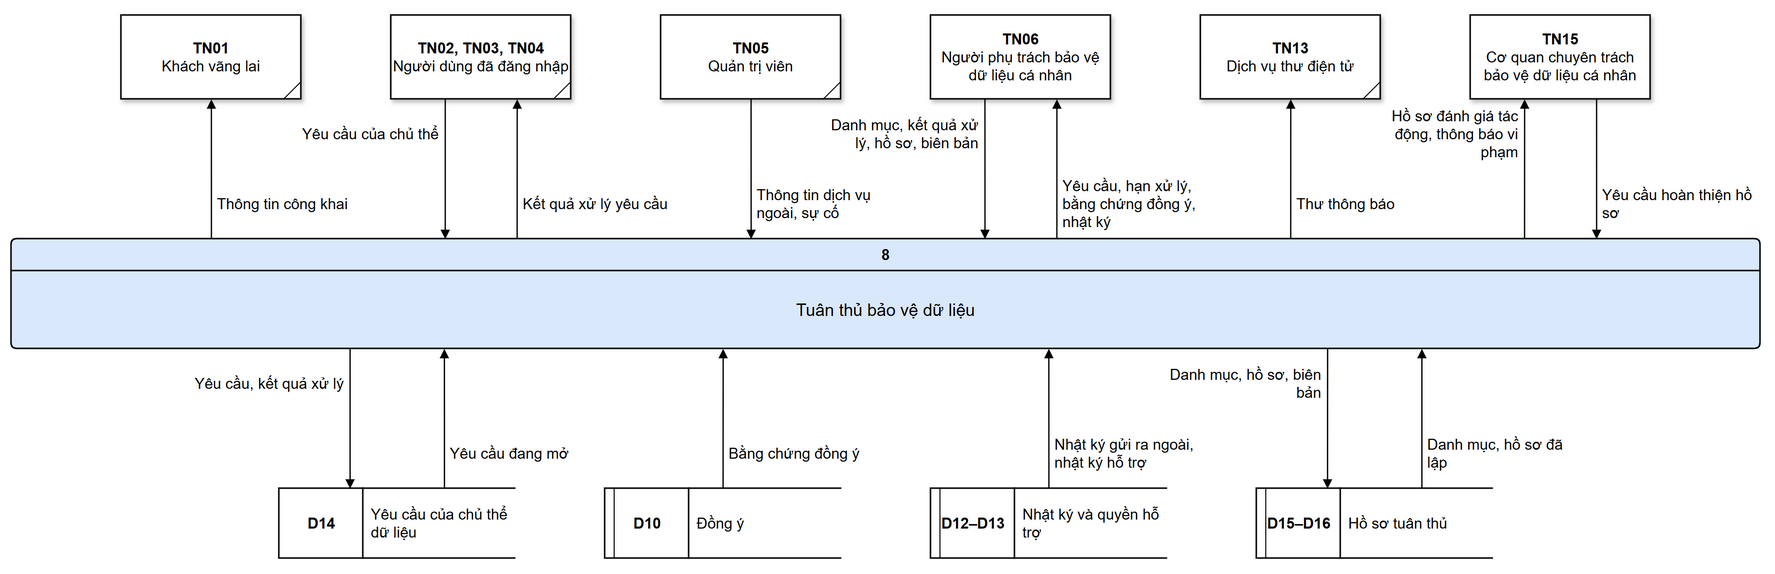 TN01
Khách vãng lai
TN02, TN03, TN04
Người dùng đã đăng nhập
TN05
Quản trị viên
TN06
Người phụ trách bảo vệ
dữ liệu cá nhân
TN13
Dịch vụ thư điện tử
TN15
Cơ quan chuyên trách
bảo vệ dữ liệu cá nhân
Thông tin công khai
Yêu cầu của chủ thể
Kết quả xử lý yêu cầu
Thông tin dịch vụ
ngoài, sự cố
Danh mục, kết quả xử
lý, hồ sơ, biên bản
Yêu cầu, hạn xử lý,
bằng chứng đồng ý,
nhật ký
Thư thông báo
Hồ sơ đánh giá tác
động, thông báo vi
phạm
Yêu cầu hoàn thiện hồ
sơ
8
Tuân thủ bảo vệ dữ liệu
Yêu cầu, kết quả xử lý
Yêu cầu đang mở
Bằng chứng đồng ý
Nhật ký gửi ra ngoài,
nhật ký hỗ trợ
Danh mục, hồ sơ, biên
bản
Danh mục, hồ sơ đã
lập
D14
Yêu cầu của chủ thể
dữ liệu
D10
Đồng ý
D12–D13
Nhật ký và quyền hỗ
trợ
D15–D16
Hồ sơ tuân thủ